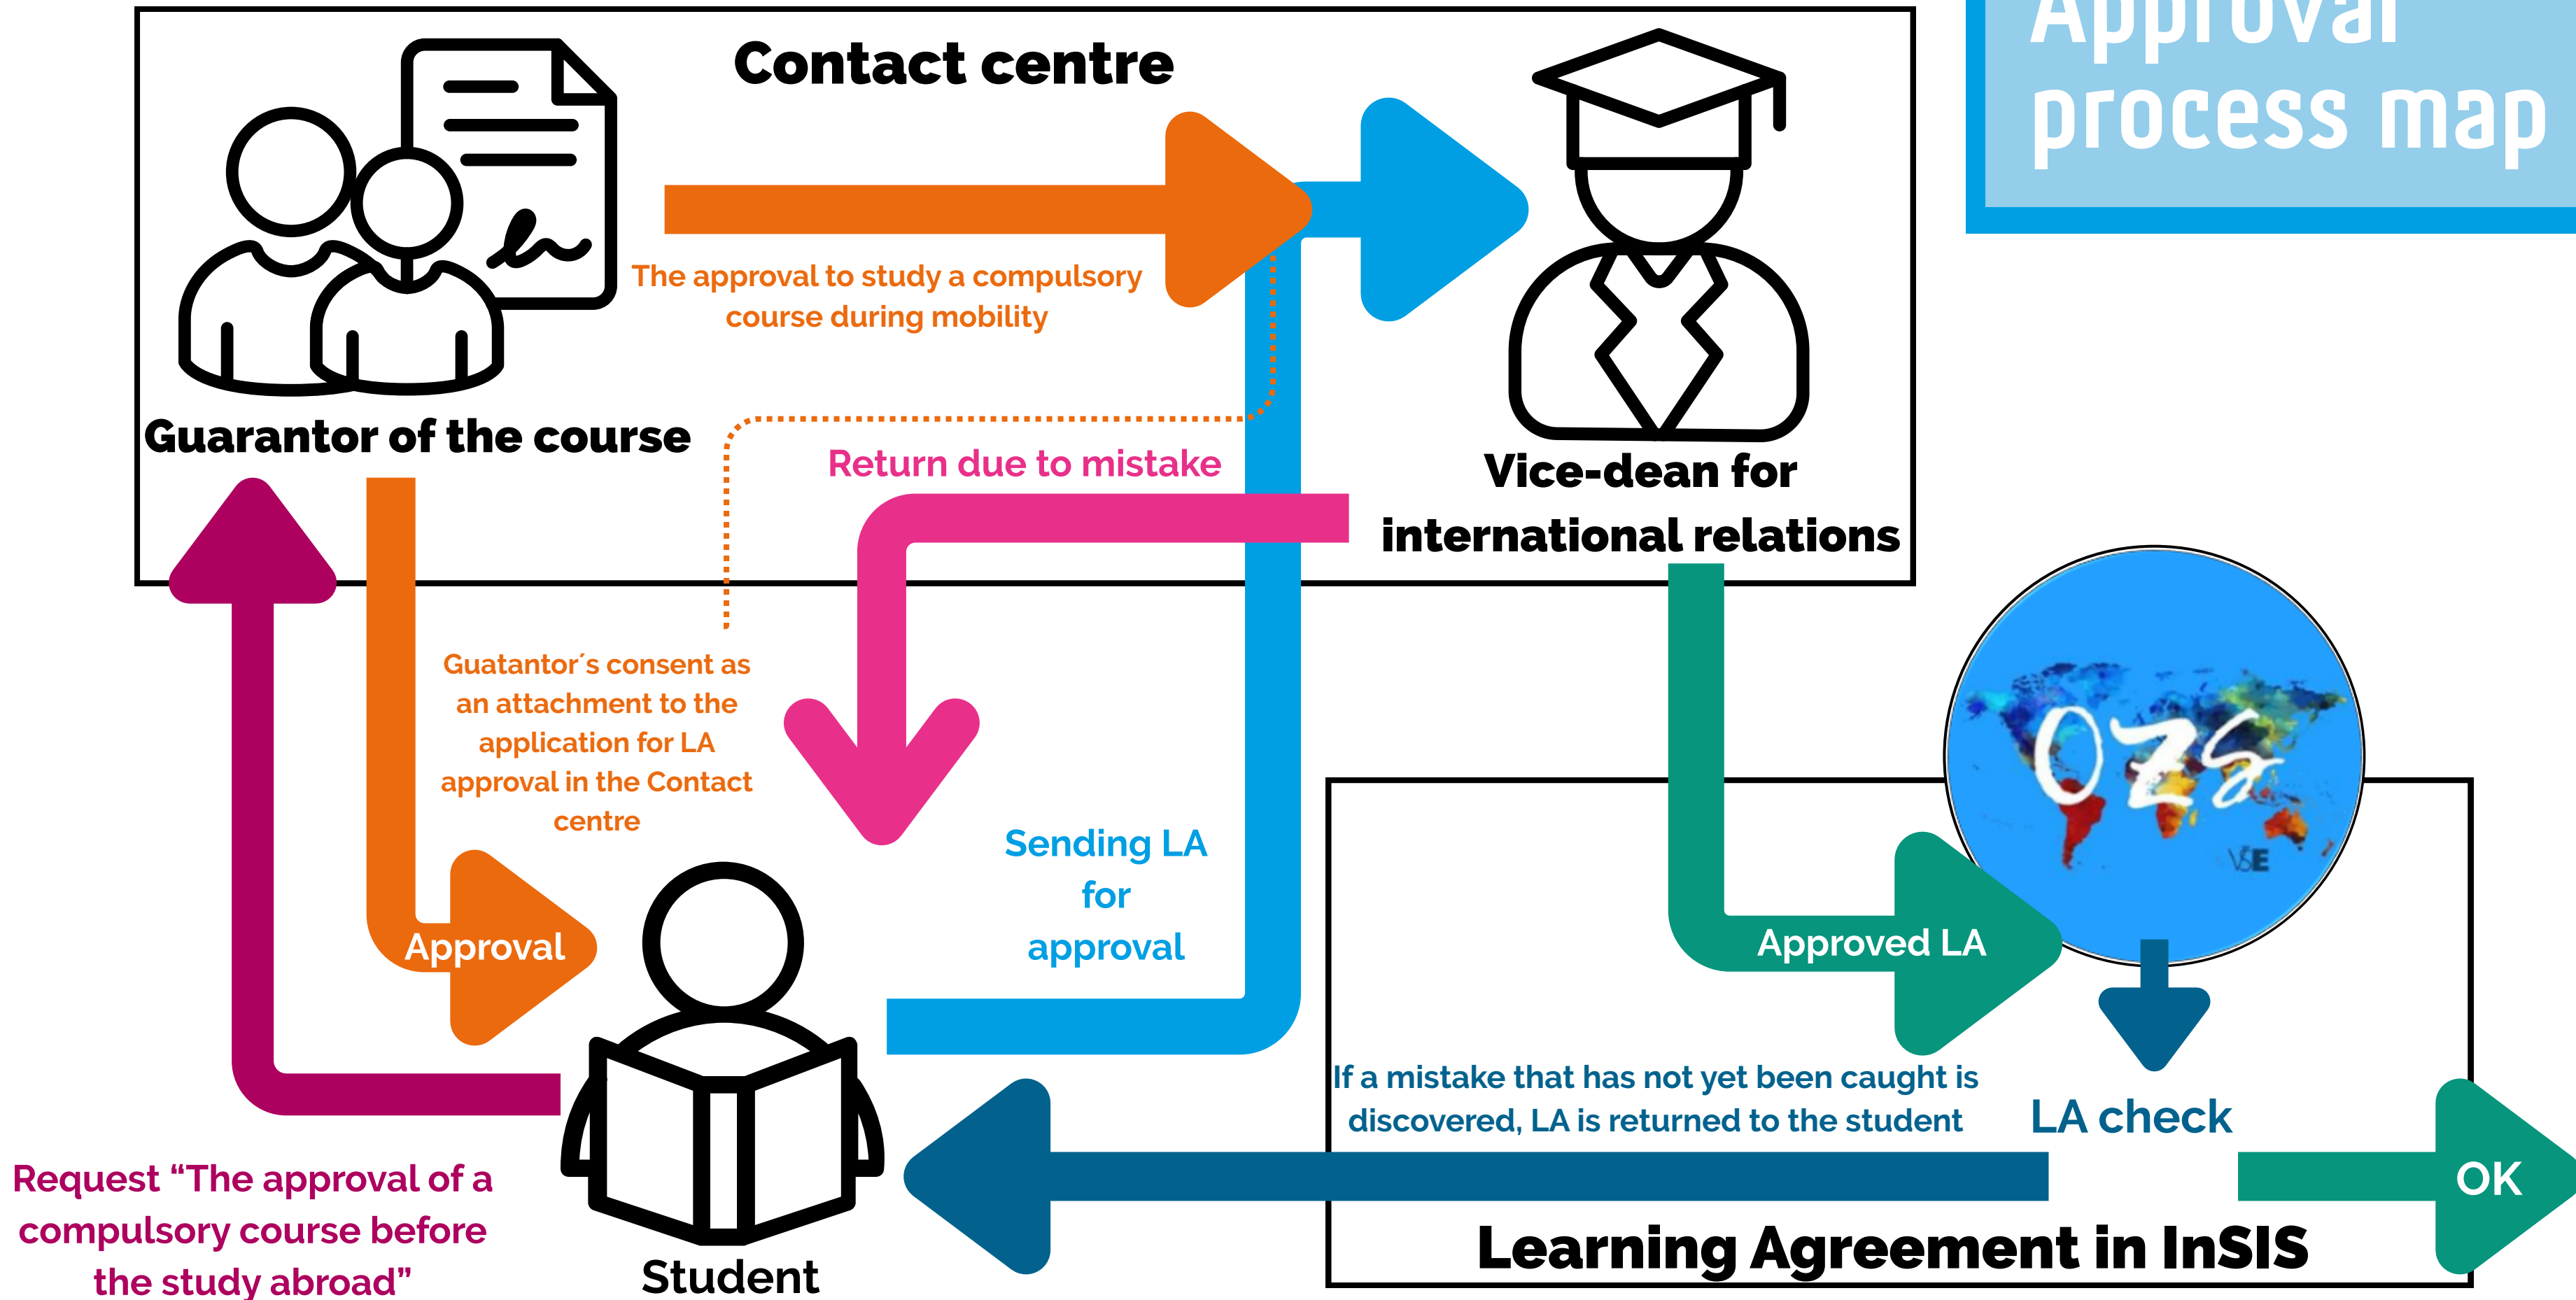 Approval
process map
Contact centre
The approval to study a compulsory
course during mobility
Guarantor of the course
Return due to mistake
Vice-dean for
international relations
Guatantor´s consent as
an attachment to the
application for LA
approval in the Contact
centre
Sending LA
for
approval
Approval
Approved LA
OZS
VŠE
If a mistake that has not yet been caught is
discovered, LA is returned to the student
LA check
OK
Request “The approval of a
compulsory course before
the study abroad”
Student
Learning Agreement in InSIS